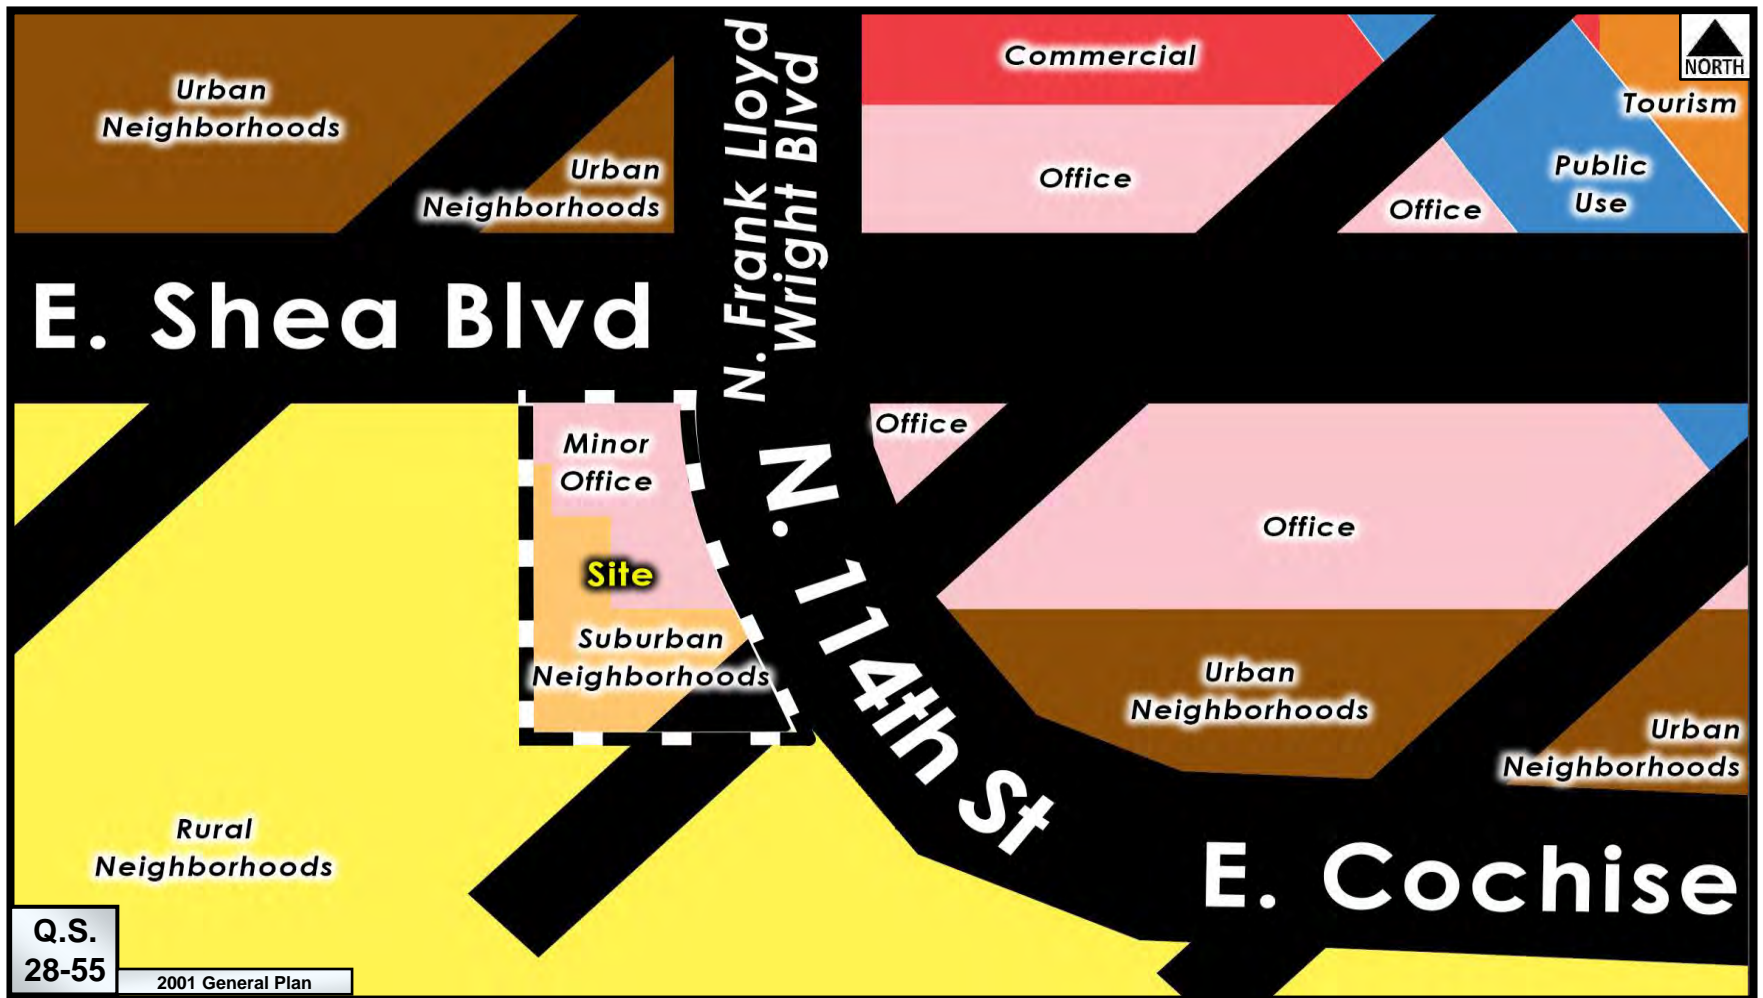 Urban
Neighborhoods
Urban
Neighborhoods
N. Frank Lloyd
Wright Blvd
Commercial
Office
Office
Public
Use
Tourism
NORTH
E. Shea Blvd
Minor
Office
Site
Suburban
Neighborhoods
Office
N. 114th St
Office
Urban
Neighborhoods
Urban
Neighborhoods
Rural
Neighborhoods
E. Cochise
Q.S.
28-55
2001 General Plan